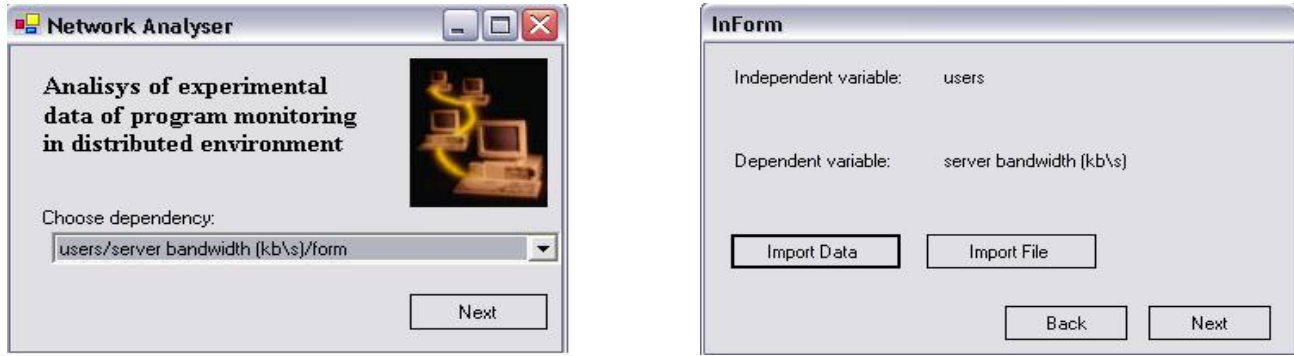 Network Analyser
Analisys of experimental
data of program monitoring
in distributed environment
Choose dependency:
users/server bandwidth (kb\s)/form
Next
InForm
Independent variable: users
Dependent variable: server bandwidth (kb\s)
Import Data Import File
Back Next